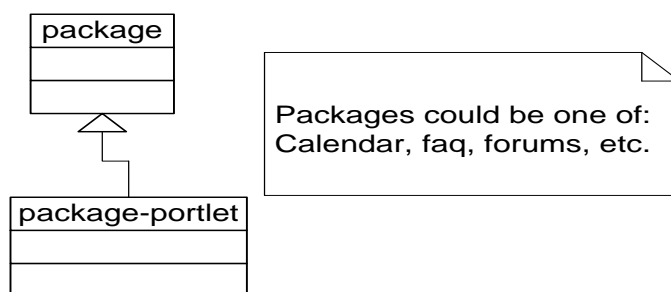 package
Packages could be one of:
Calendar, faq, forums, etc.
package-portlet